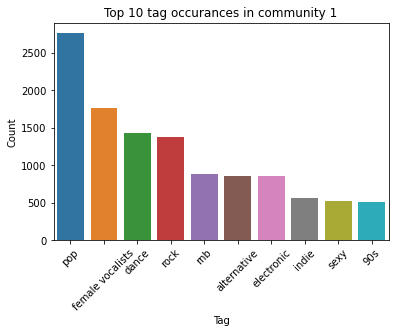 Top 10 tag occurances in community 1
Count
2500
2000
1500
1000
500
0
pop
female vocalists
dance
rock
rnb
alternative
electronic
indie
sexy
90s
Tag